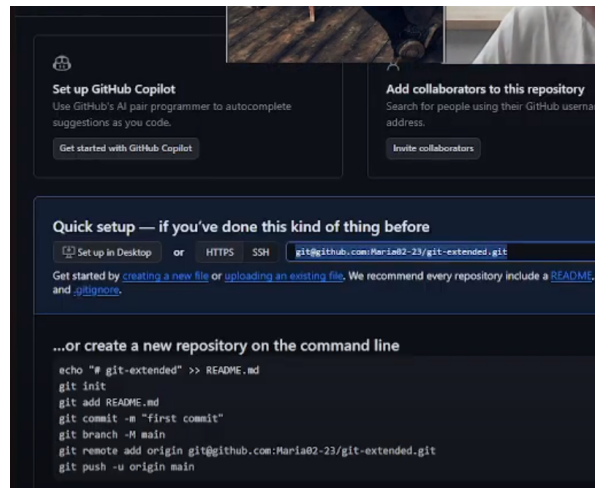 Set up GitHub Copilot
Use GitHub's AI pair programmer to autocomplete
suggestions as you code.
Get started with GitHub Copilot
Add collaborators to this repository
Search for people using their GitHub userna
address.
Invite collaborators
Quick setup — if you've done this kind of thing before
Set up in Desktop or HTTPS SSH git@github.com:Maria02-23/git-extended.git
Get started by creating a new file or uploading an existing file. We recommend every repository include a README,
and .gitignore.
...or create a new repository on the command line
echo "# git-extended" >> README.md
git init
git add README.md
git commit -m "first commit"
git branch -M main
git remote add origin git@github.com:Maria02-23/git-extended.git
git push -u origin main